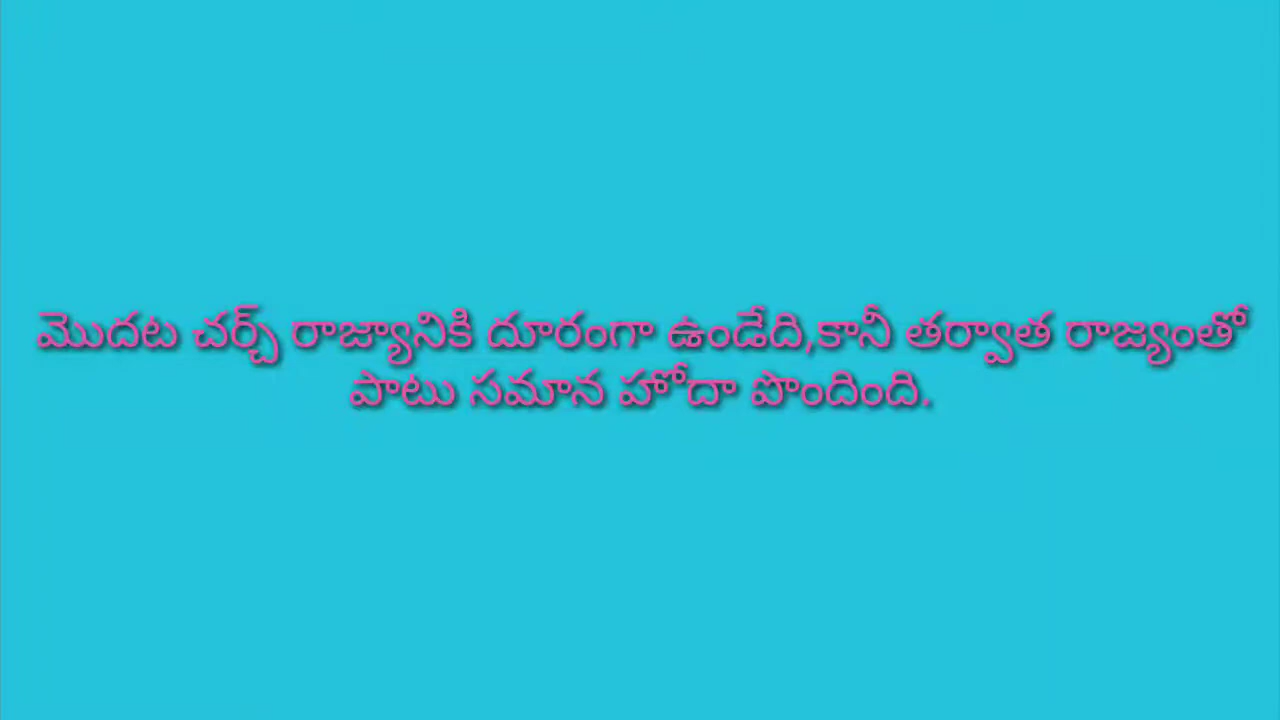 మొదట చర్చ్ రాజ్యానికి దూరంగా ఉండేది,కానీ తర్వాత రాజ్యంతో
పాటు సమాన హోదా పొందింది.